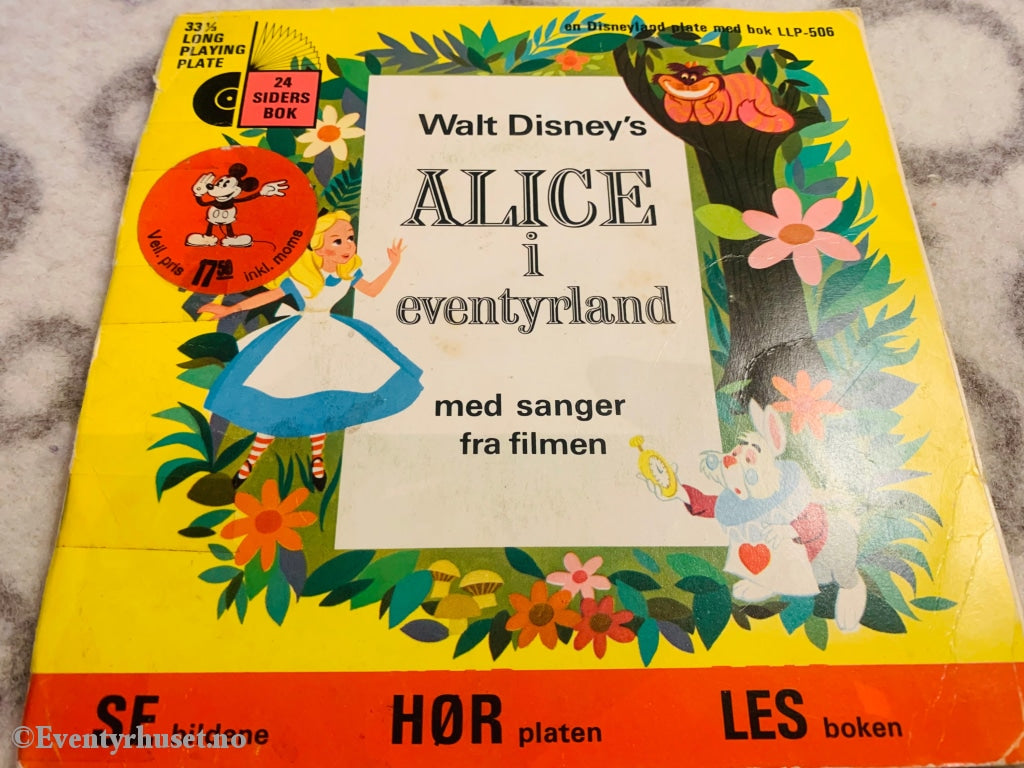 33⅓
LONG
PLAYING
PLATE
24
SIDERS
BOK
en Disneyland plate med bok LLP-506
Walt Disney's
ALICE
i
eventyrland
med sanger
fra filmen
Veil. pris 17 50 inkl. moms
SE bildene
HØR platen
LES boken
©Eventyrhuset.no